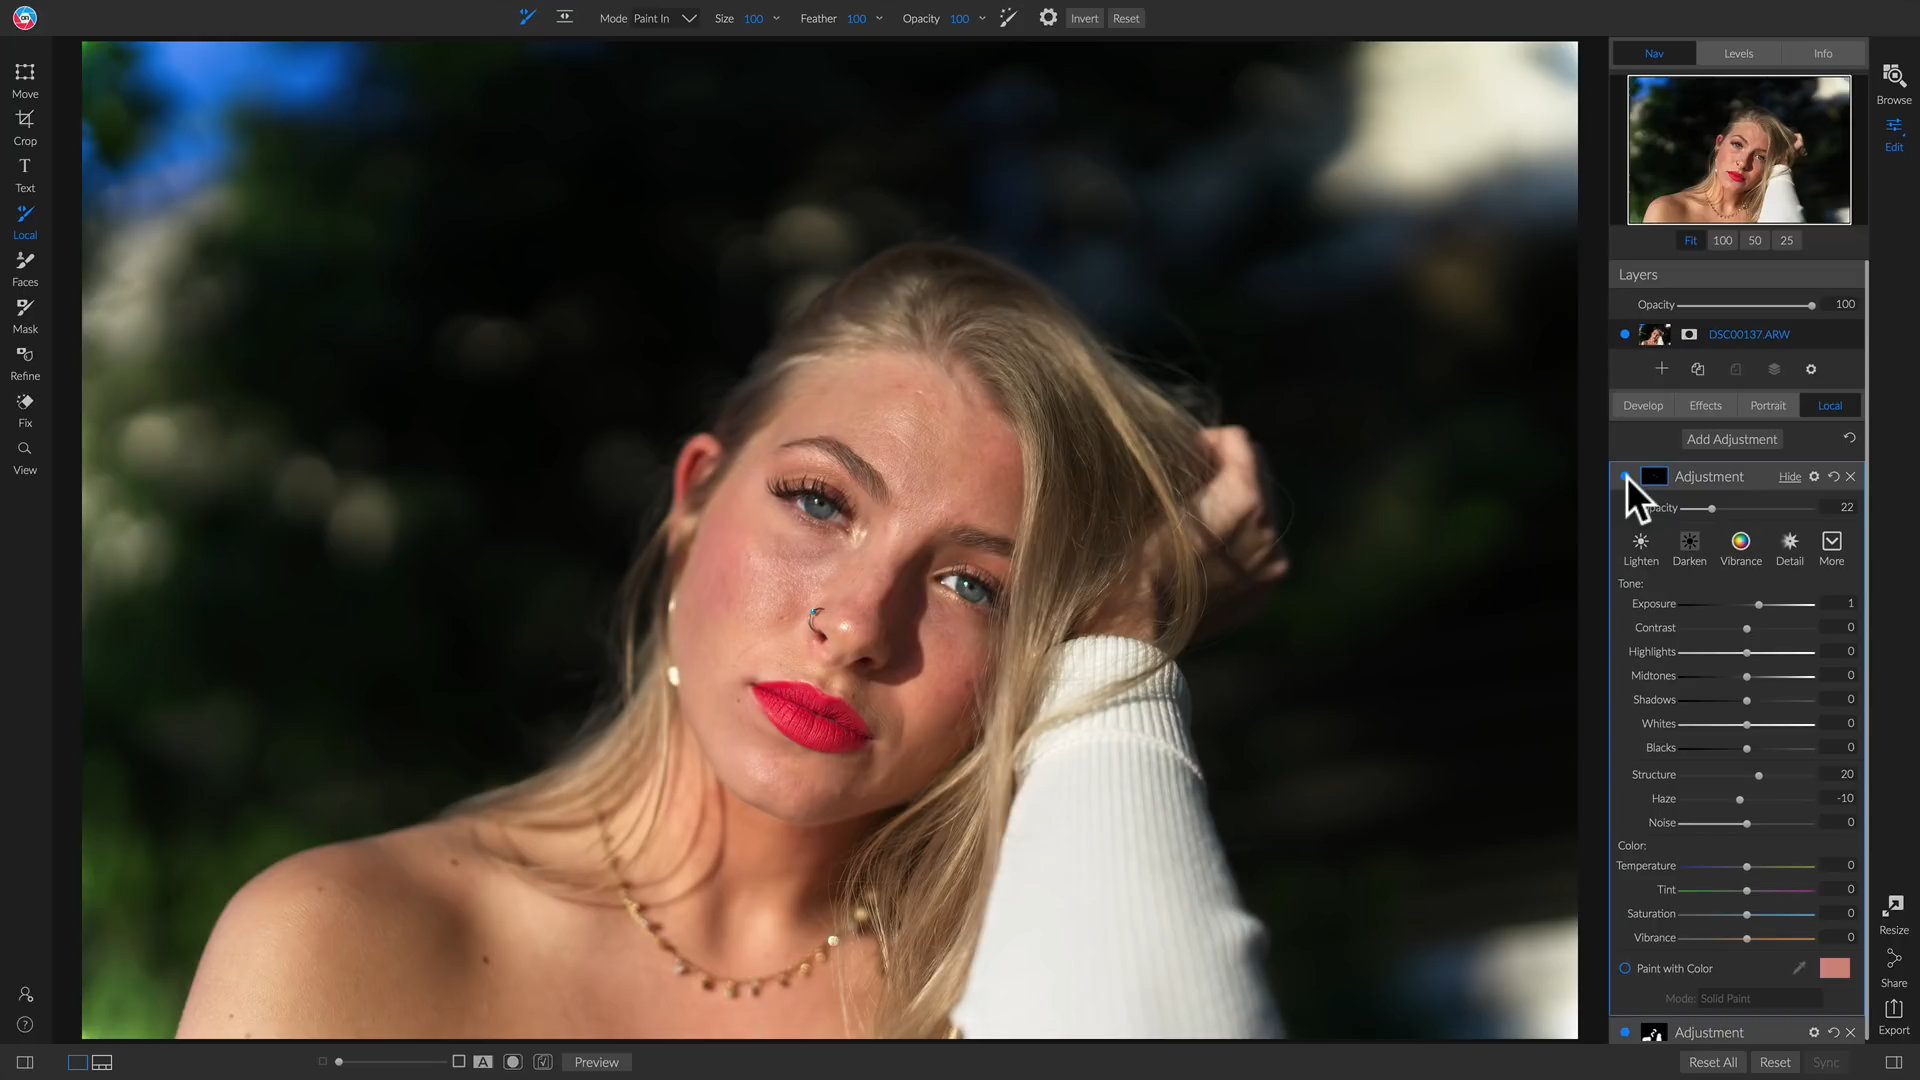 Mode Paint In Size 100 Feather 100 Opacity 100 Invert Reset
Move
Crop
Text
Local
Faces
Mask
Refine
Fix
View
Nav Levels Info
Fit 100 50 25
Layers
Opacity 100
DSC00137.ARW
Develop Effects Portrait Local
Add Adjustment
Adjustment Hide
pacity 22
Lighten Darken Vibrance Detail More
Tone:
Exposure 1
Contrast 0
Highlights 0
Midtones 0
Shadows 0
Whites 0
Blacks 0
Structure 20
Haze -10
Noise 0
Color:
Temperature 0
Tint 0
Saturation 0
Vibrance 0
Paint with Color
Mode: Solid Paint
Adjustment
Browse
Edit
Resize
Share
Export
A Preview
Reset All Reset Sync